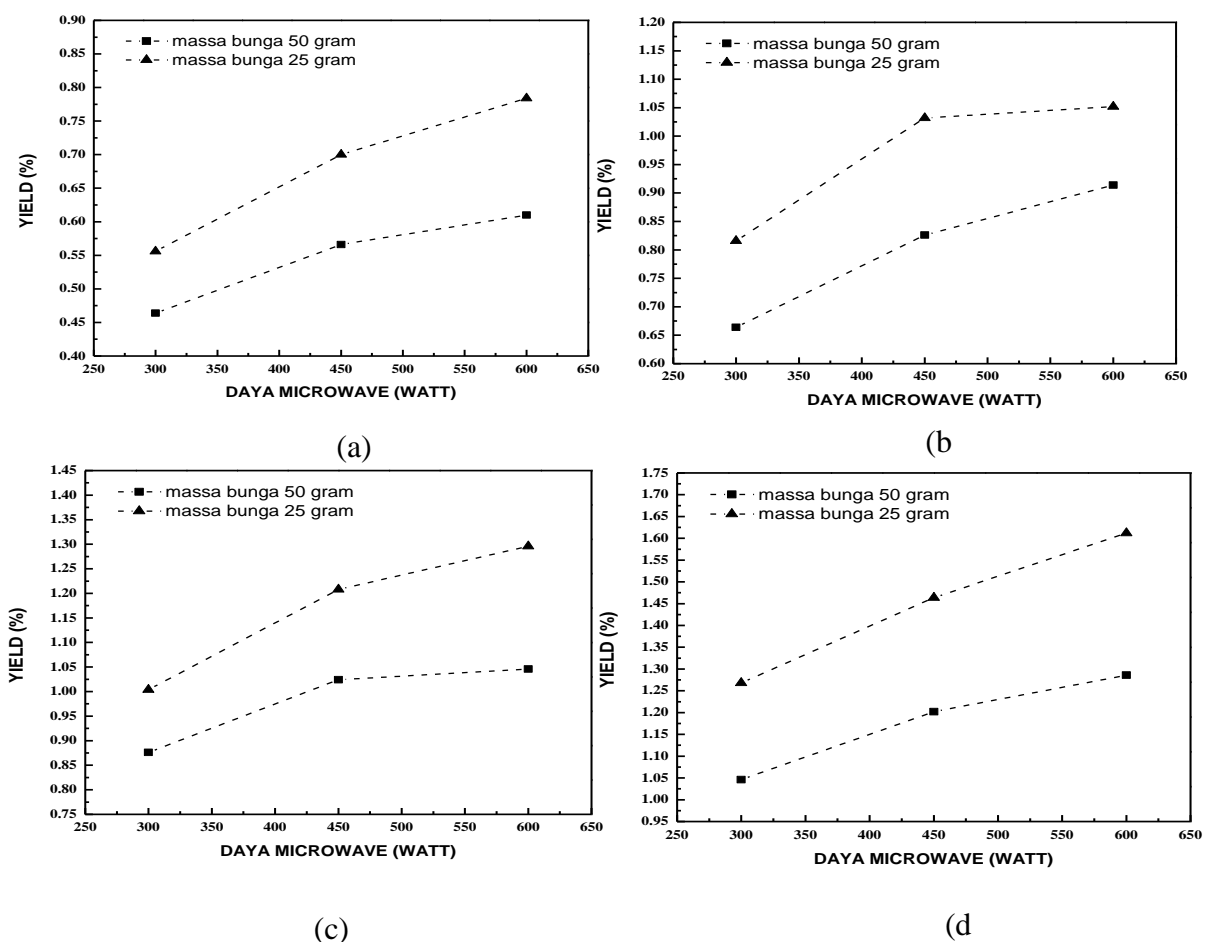 0.90
0.85
0.80
0.75
0.70
0.65
0.60
0.55
0.50
0.45
0.40
YIELD (%)
massa bunga 50 gram
massa bunga 25 gram
250 300 350 400 450 500 550 600 650
DAYA MICROWAVE (WATT)
(a)
1.20
1.15
1.10
1.05
1.00
0.95
0.90
0.85
0.80
0.75
0.70
0.65
0.60
YIELD (%)
massa bunga 50 gram
massa bunga 25 gram
250 300 350 400 450 500 550 600 650
DAYA MICROWAVE (WATT)
(b
1.45
1.40
1.35
1.30
1.25
1.20
1.15
1.10
1.05
1.00
0.95
0.90
0.85
0.80
0.75
YIELD (%)
massa bunga 50 gram
massa bunga 25 gram
250 300 350 400 450 500 550 600 650
DAYA MICROWAVE (WATT)
(c)
1.75
1.70
1.65
1.60
1.55
1.50
1.45
1.40
1.35
1.30
1.25
1.20
1.15
1.10
1.05
1.00
0.95
YIELD (%)
massa bunga 50 gram
massa bunga 25 gram
250 300 350 400 450 500 550 600 650
DAYA MICROWAVE (WATT)
(d